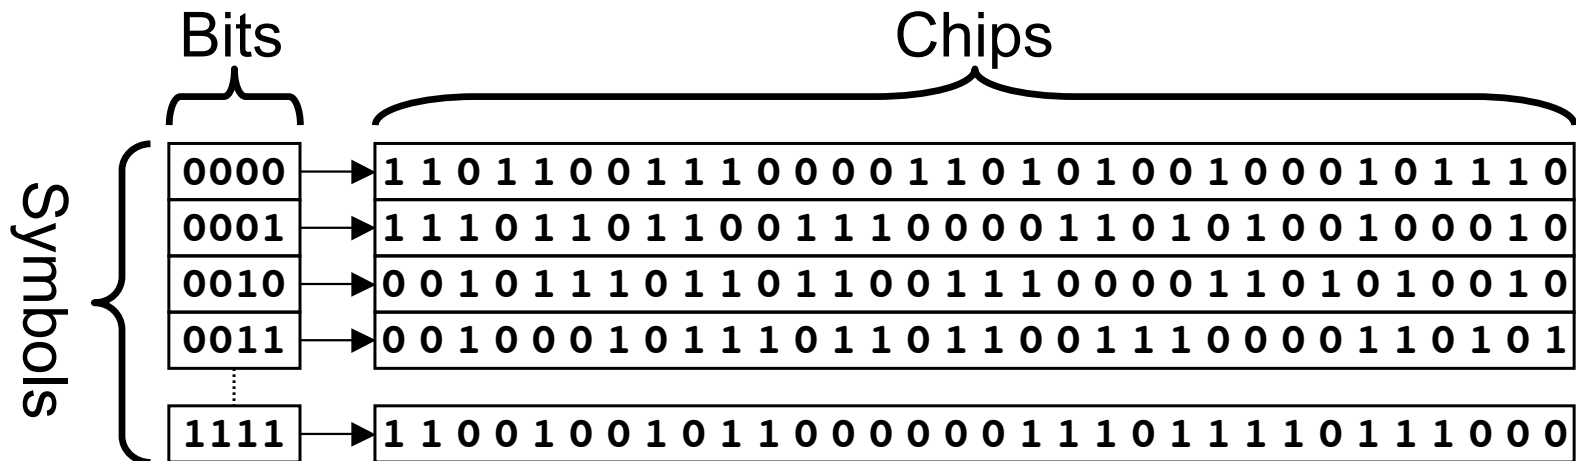 Bits
Chips
Symbols
0000 1 1 0 1 1 0 0 1 1 1 0 0 0 0 1 1 0 1 0 1 0 0 1 0 0 0 1 0 1 1 1 0
0001 1 1 1 0 1 1 0 1 1 0 0 1 1 1 0 0 0 0 1 1 0 1 0 1 0 0 1 0 0 0 1 0
0010 0 0 1 0 1 1 1 0 1 1 0 1 1 0 0 1 1 1 0 0 0 0 1 1 0 1 0 1 0 0 1 0
0011 0 0 1 0 0 0 1 0 1 1 1 0 1 1 0 1 1 0 0 1 1 1 0 0 0 0 1 1 0 1 0 1
1111 1 1 0 0 1 0 0 1 0 1 1 0 0 0 0 0 0 1 1 1 0 1 1 1 1 0 1 1 1 0 0 0